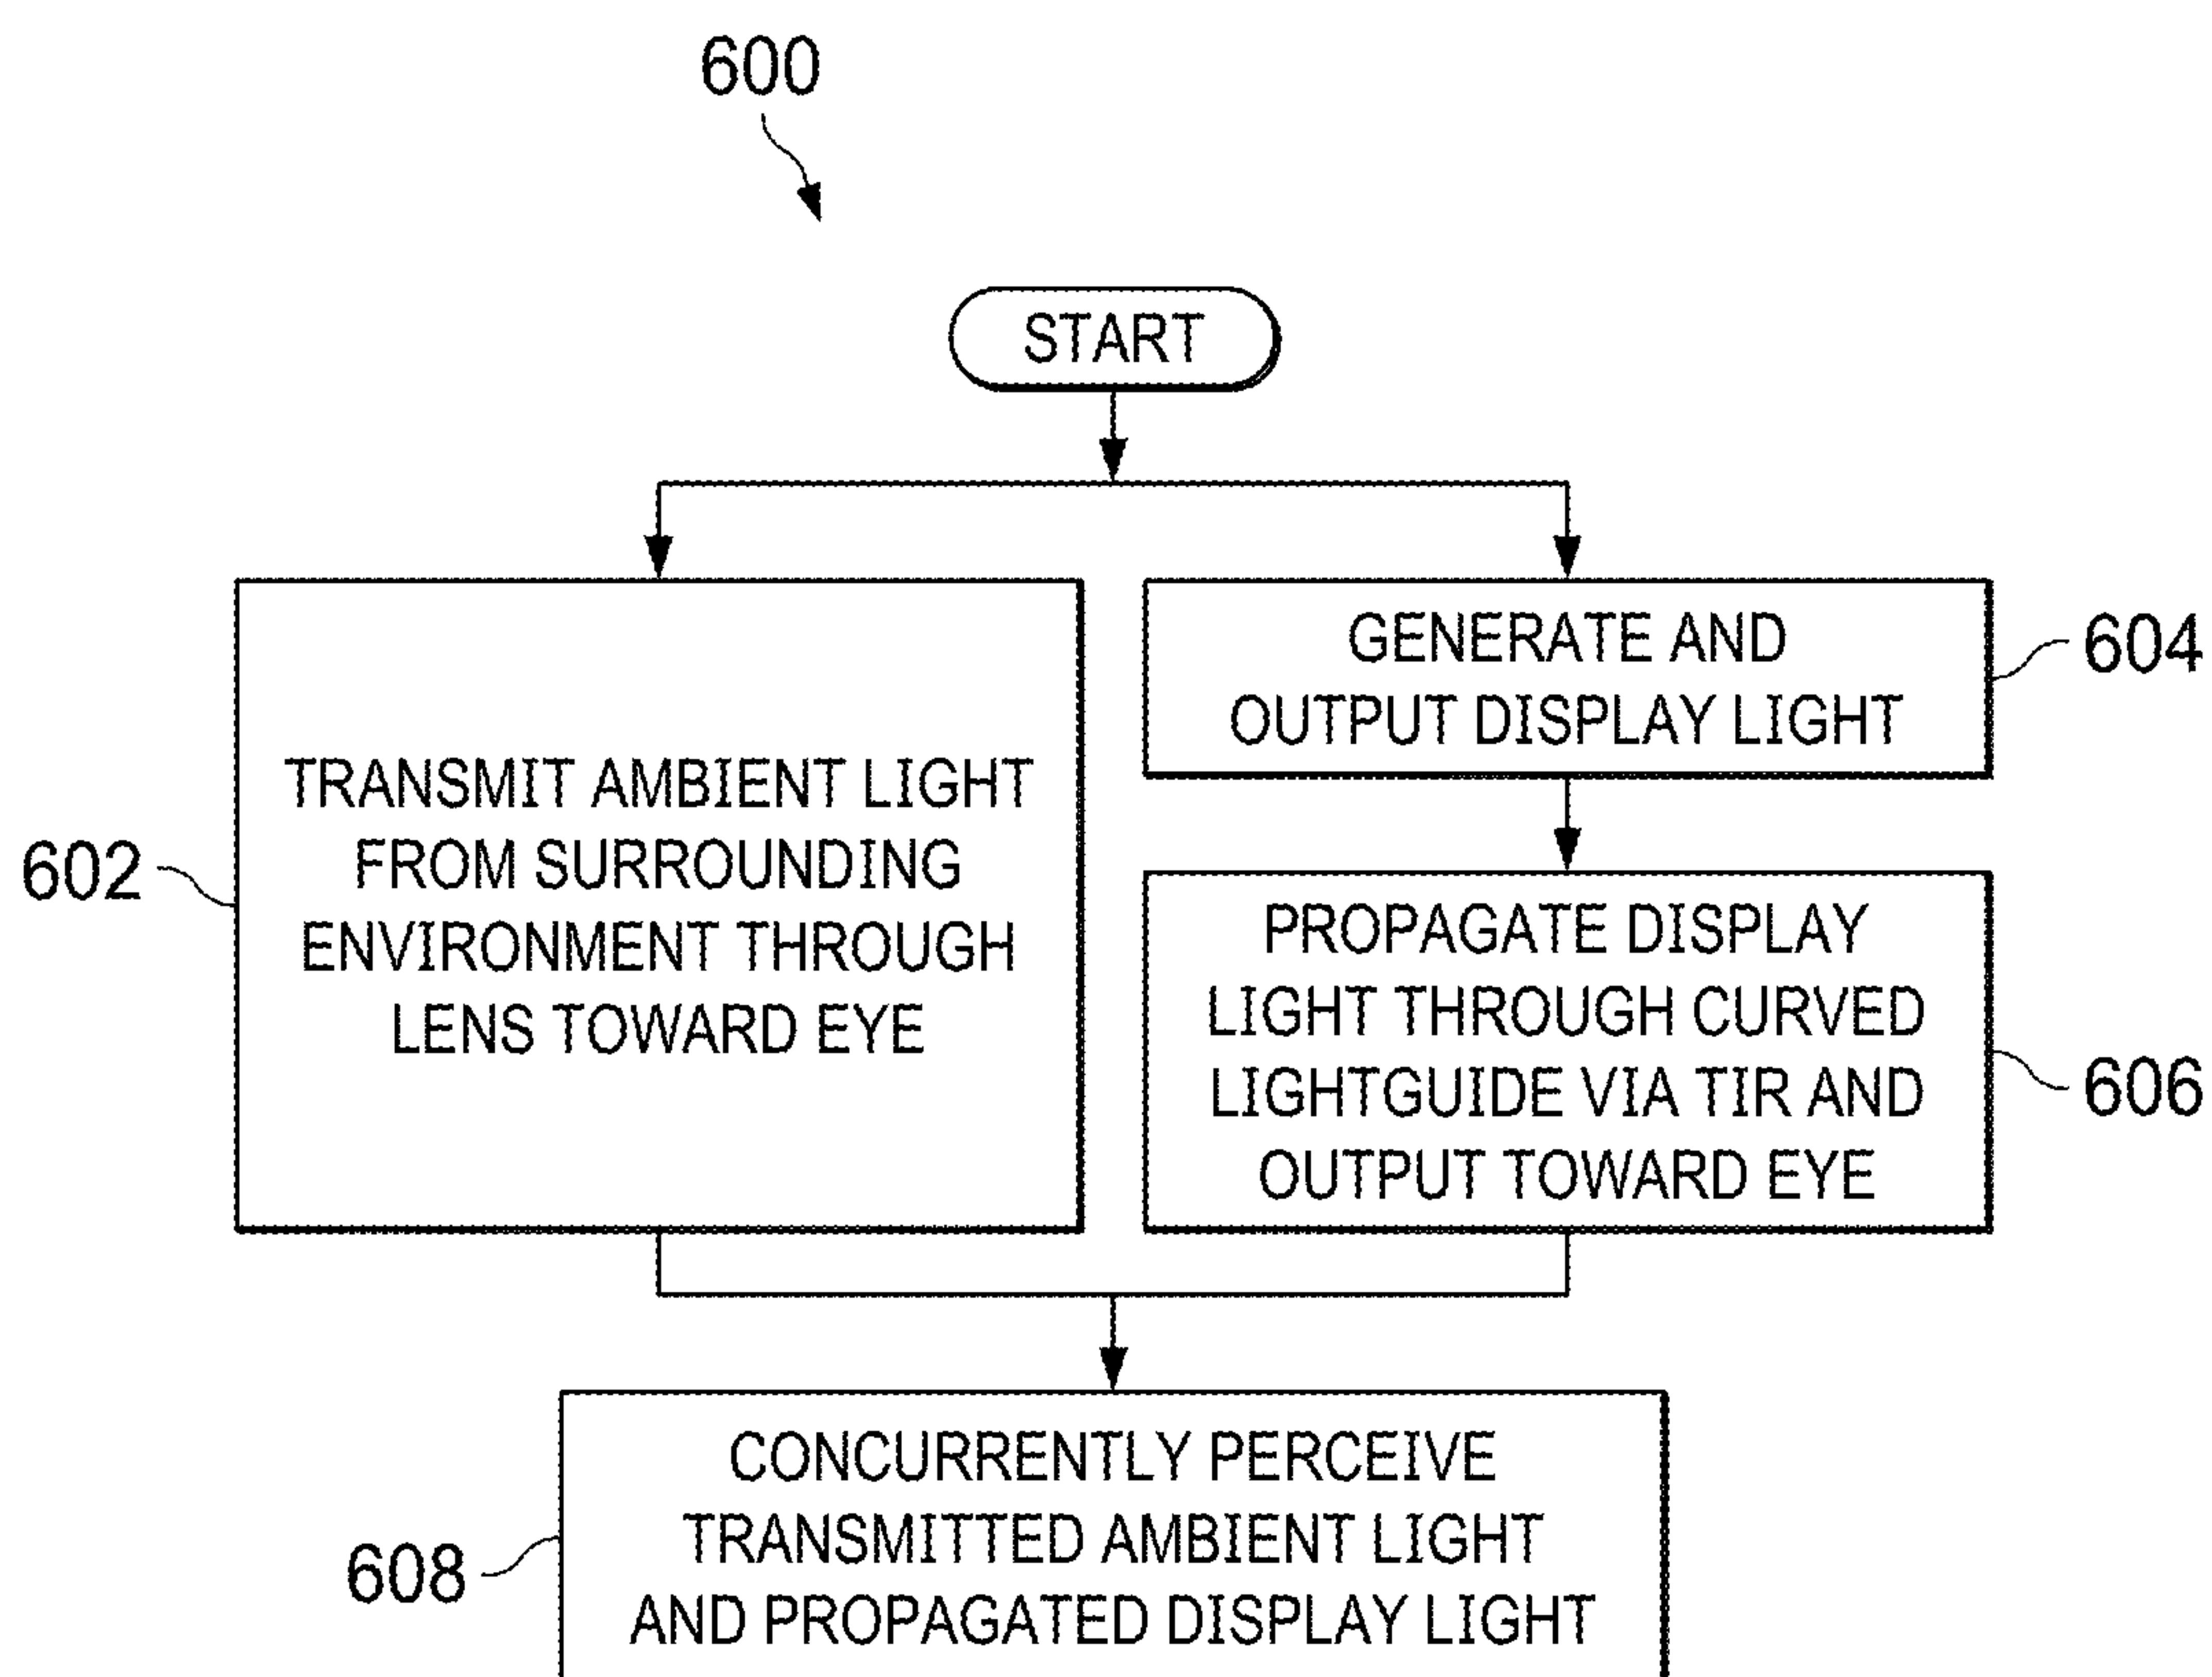 600
START
TRANSMIT AMBIENT LIGHT
FROM SURROUNDING
ENVIRONMENT THROUGH
LENS TOWARD EYE
602
GENERATE AND
OUTPUT DISPLAY LIGHT
604
PROPAGATE DISPLAY
LIGHT THROUGH CURVED
LIGHTGUIDE VIA TIR AND
OUTPUT TOWARD EYE
606
CONCURRENTLY PERCEIVE
TRANSMITTED AMBIENT LIGHT
AND PROPAGATED DISPLAY LIGHT
608